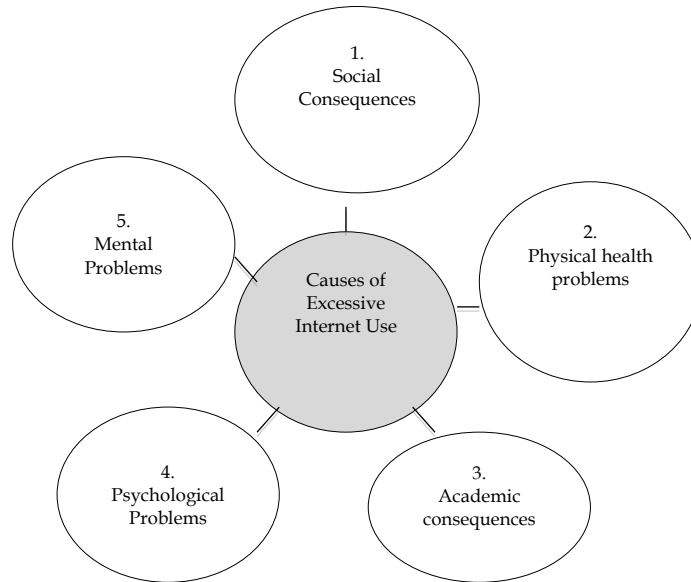 1.
Social
Consequences
2.
Physical health
problems
3.
Academic
consequences
4.
Psychological
Problems
5.
Mental
Problems
Causes of
Excessive
Internet Use